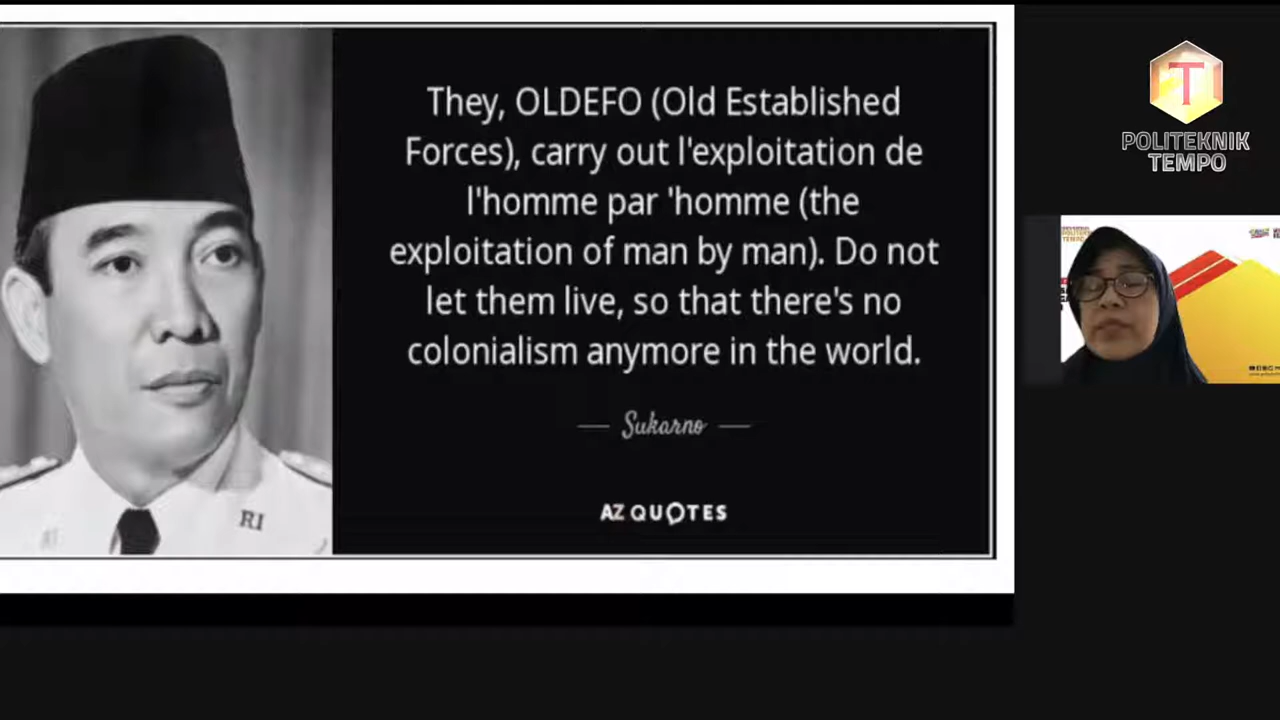 They, OLDEFO (Old Established
Forces), carry out l'exploitation de
l'homme par 'homme (the
exploitation of man by man). Do not
let them live, so that there's no
colonialism anymore in the world.
Sukarno
AZ QUOTES
RI
T
POLITEKNIK
TEMPO